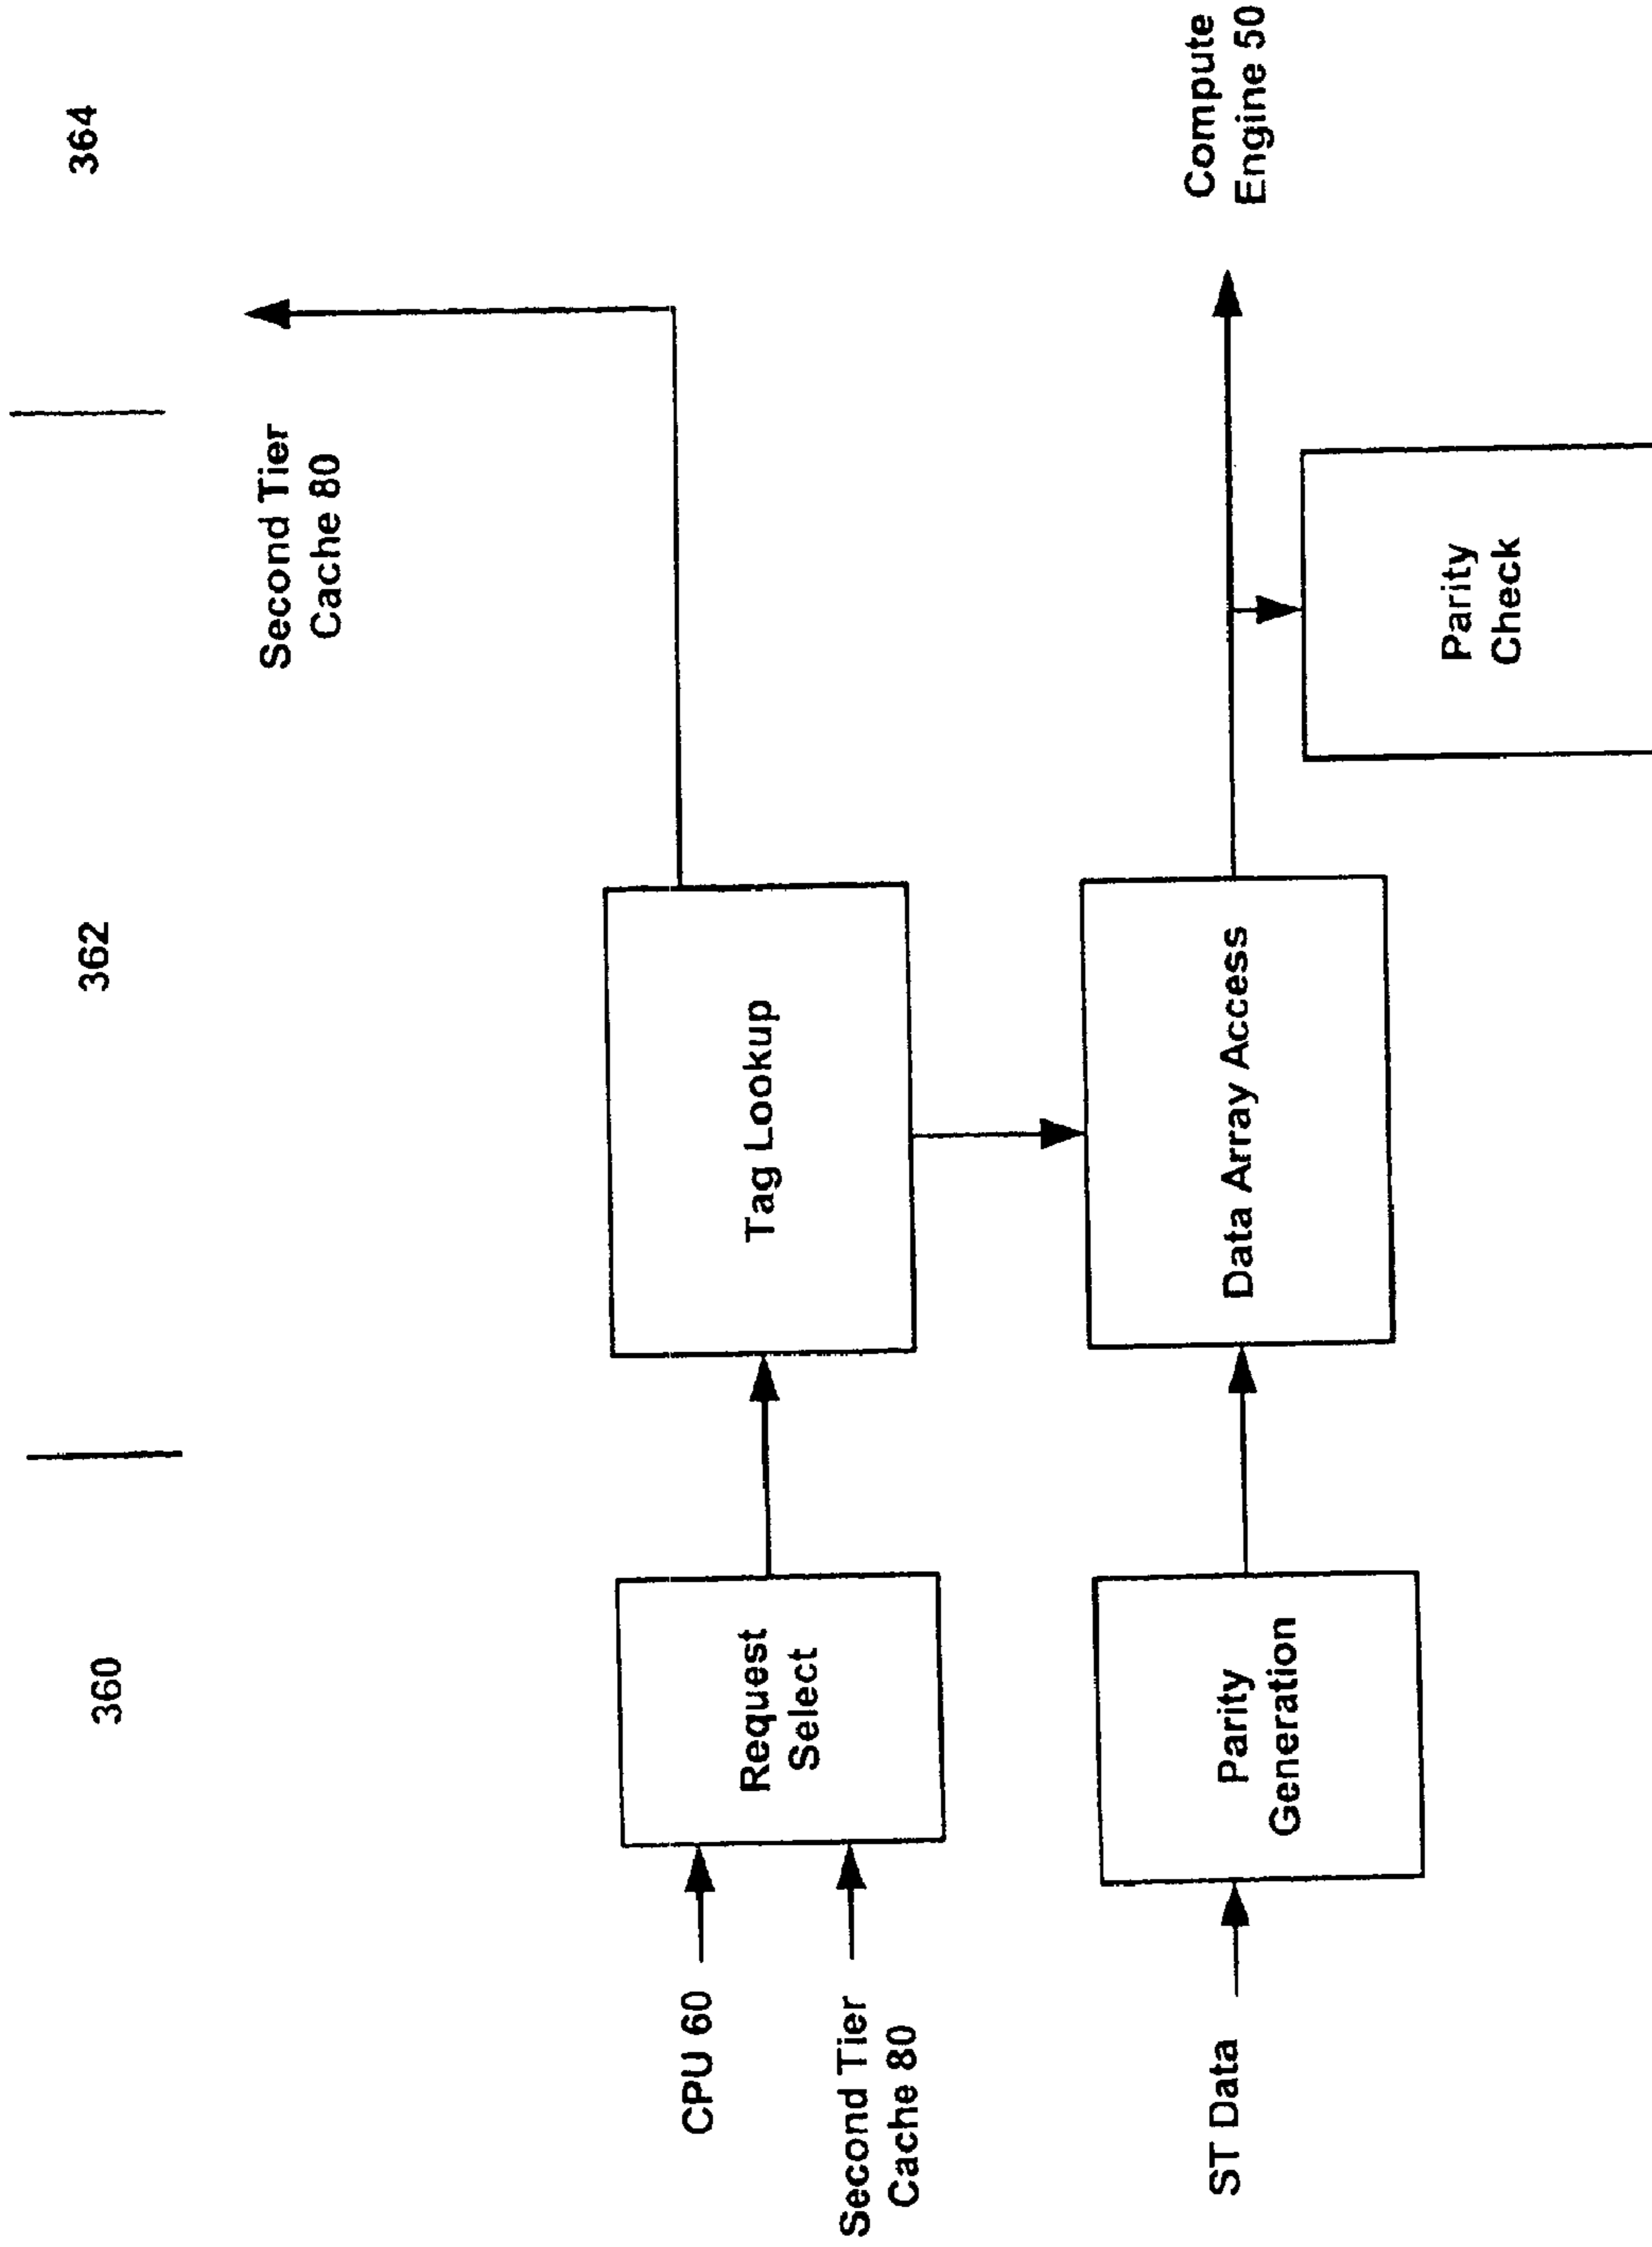 360
362
364
Second Tier
Cache 80
CPU 60
Second Tier
Cache 80
Request
Select
Tag Lookup
ST Data
Parity
Generation
Data Array Access
Compute
Engine 50
Parity
Check